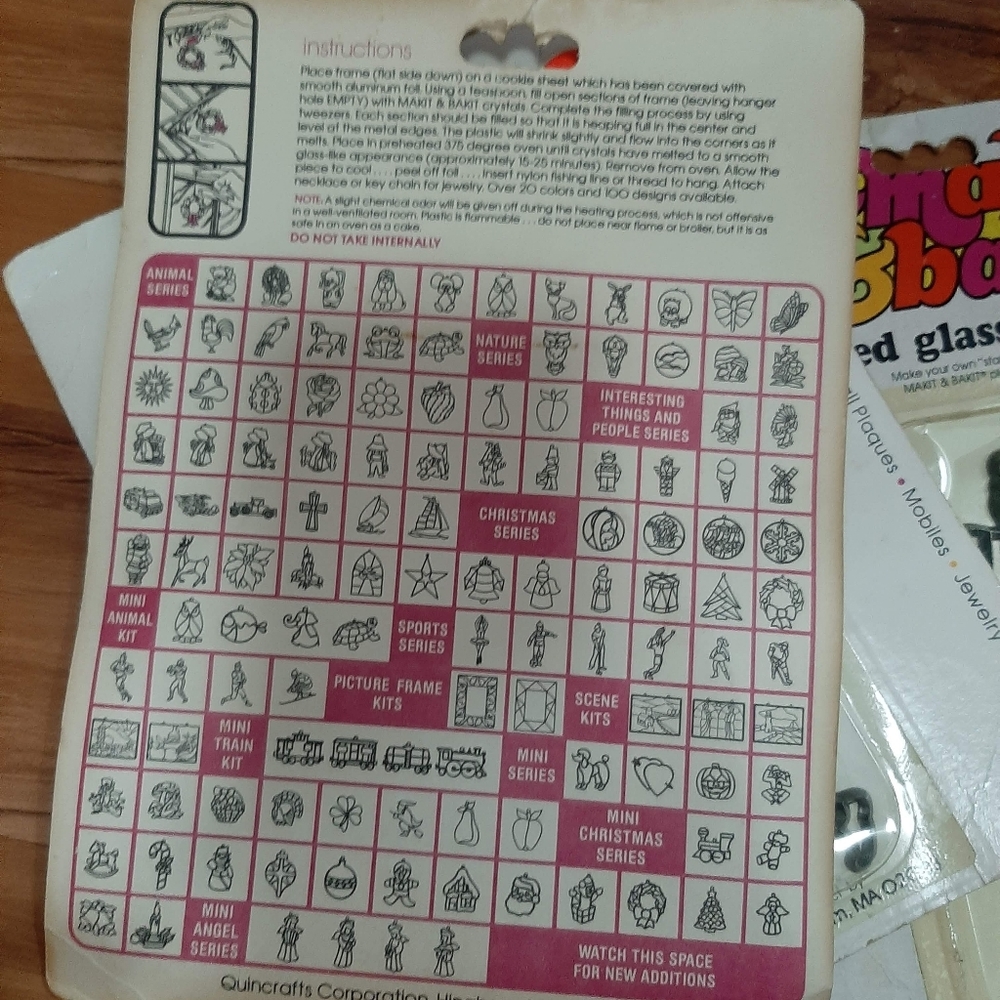 instructions
Place frame (flat side down) on a cookie sheet which has been covered with
smooth aluminum foil. Using a teaspoon, fill open sections of frame (leaving hanger
hole EMPTY) with MAKIT & BAKIT crystals. Complete the filling process by using
tweezers. Each section should be filled so that it is heaping full in the center and
level at the metal edges. The plastic will shrink slightly and flow into the corners as it
melts. Place in preheated 375 degree oven until crystals have melted to a smooth
glass-like appearance (approximately 15-25 minutes). Remove from oven. Allow the
piece to cool .... peel off foil .... Insert nylon fishing line or thread to hang. Attach
necklace or key chain for jewelry. Over 20 colors and 100 designs available.
NOTE: A slight chemical odor will be given off during the heating process, which is not offensive
in a well-ventilated room. Plastic is flammable ... do not place near flame or broiler, but it is as
safe in an oven as a cake.
DO NOT TAKE INTERNALLY
ANIMAL
SERIES
NATURE
SERIES
INTERESTING
THINGS AND
PEOPLE SERIES
CHRISTMAS
SERIES
MINI
ANIMAL
KIT
SPORTS
SERIES
PICTURE FRAME
KITS
SCENE
KITS
MINI
TRAIN
KIT
MINI
SERIES
MINI
CHRISTMAS
SERIES
MINI
ANGEL
SERIES
WATCH THIS SPACE
FOR NEW ADDITIONS
Quincrafts Corporation,
ma
&ba
ed glass
Make your own
MAKIT & BAKIT®
Plaques • Mobiles • Jewelry
MA